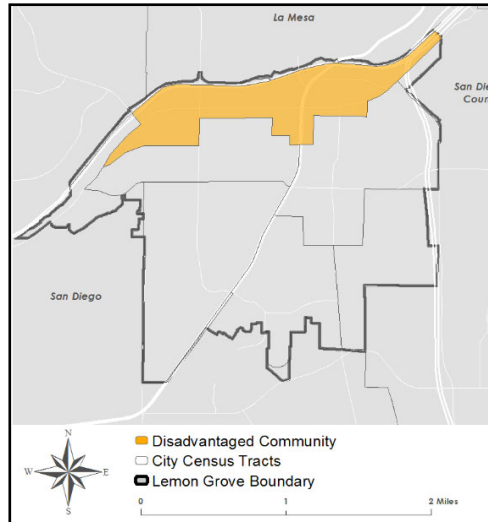 La Mesa
San Die
Coun
San Diego
N
W E
S
Disadvantaged Community
City Census Tracts
Lemon Grove Boundary
0 1 2 Miles